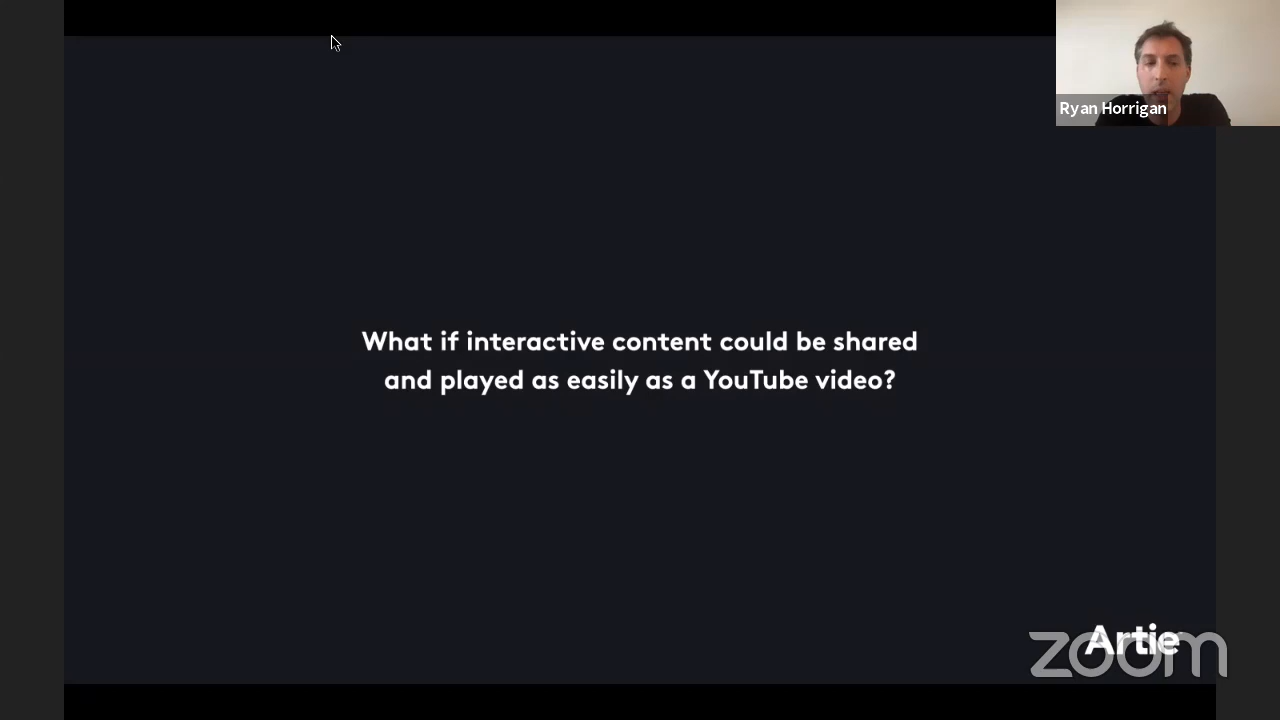 Ryan Horrigan
What if interactive content could be shared
and played as easily as a YouTube video?
Artie
zoom